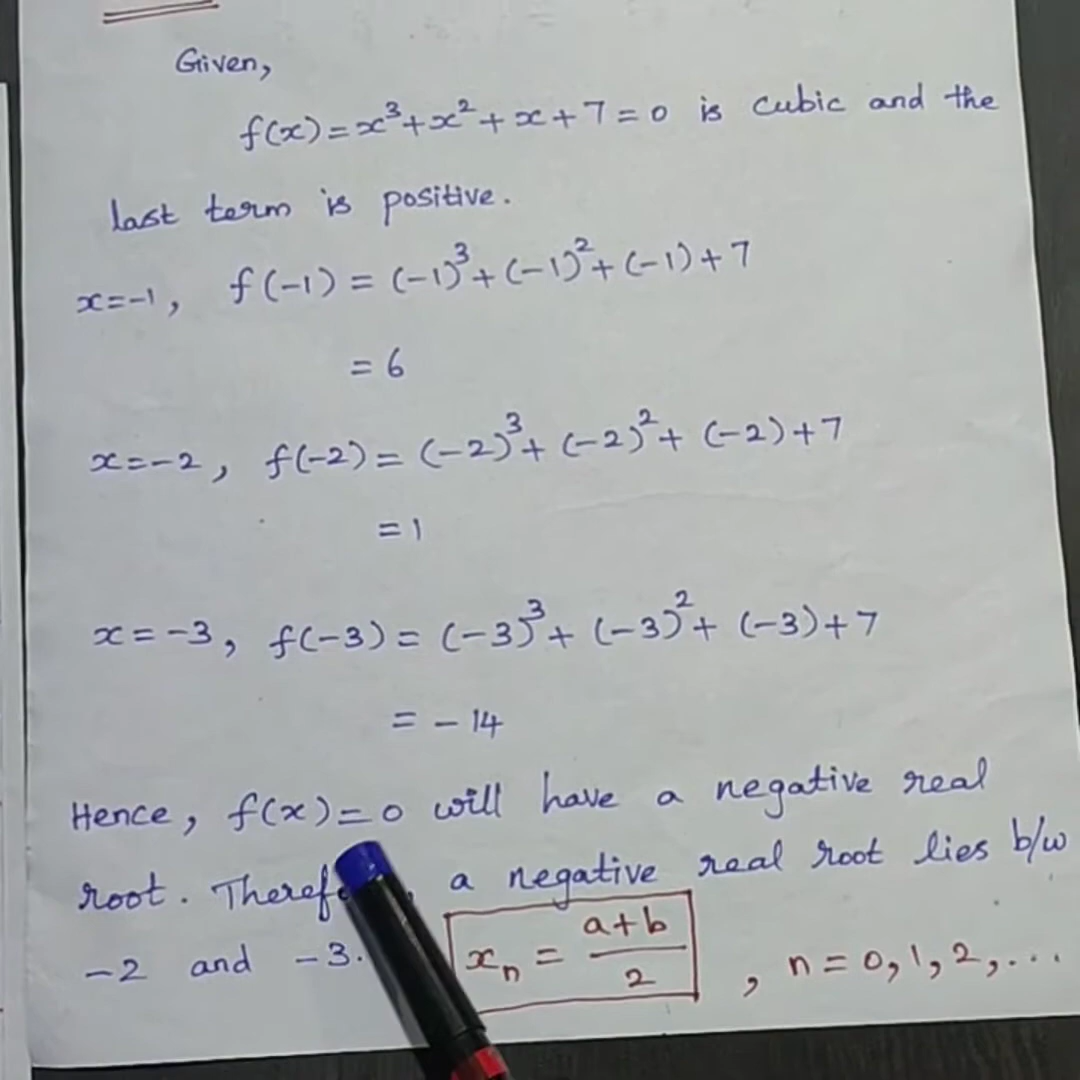 Given,
f(x) = x³ + x² + x + 7 = 0 is cubic and the
last term is positive.
x = -1, f(-1) = (-1)³ + (-1)² + (-1) + 7
= 6
x = -2, f(-2) = (-2)³ + (-2)² + (-2) + 7
= 1
x = -3, f(-3) = (-3)³ + (-3)² + (-3) + 7
= -14
Hence, f(x) = 0 will have a negative real
root. a negative real root lies b/w
-2 and -3. xₙ = (a+b)/2, n = 0, 1, 2, ...